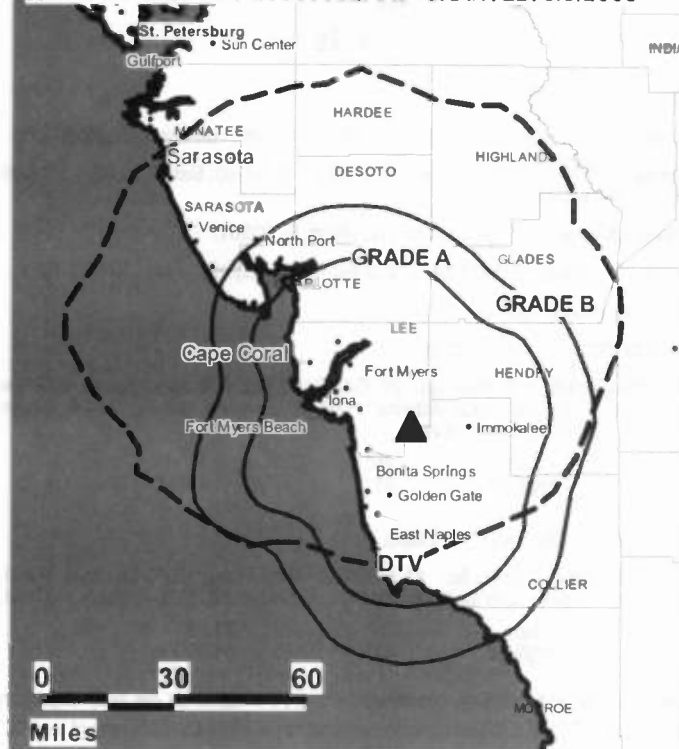 St. Petersburg
Sun Center
Gulfport
INDIA
HARDEE
MENATEE
Sarasota
HIGHLANDS
DESOTO
SARASOTA
Venice
North Port
GRADE A
GLADES
GRADE B
LEE
Cape Coral
Fort Myers
HENDRY
Iona
Fort Myers Beach
Immokalee
Bonita Springs
Golden Gate
East Naples
DTV
COLLIER
0 30 60
Miles
MONROE